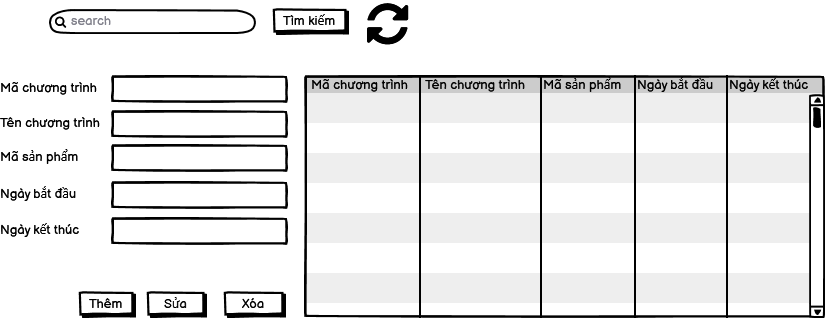 search
Tìm kiếm
Mã chương trình
Tên chương trình
Mã sản phẩm
Ngày bắt đầu
Ngày kết thúc
Thêm
Sửa
Xóa
Mã chương trình Tên chương trình Mã sản phẩm Ngày bắt đầu Ngày kết thúc